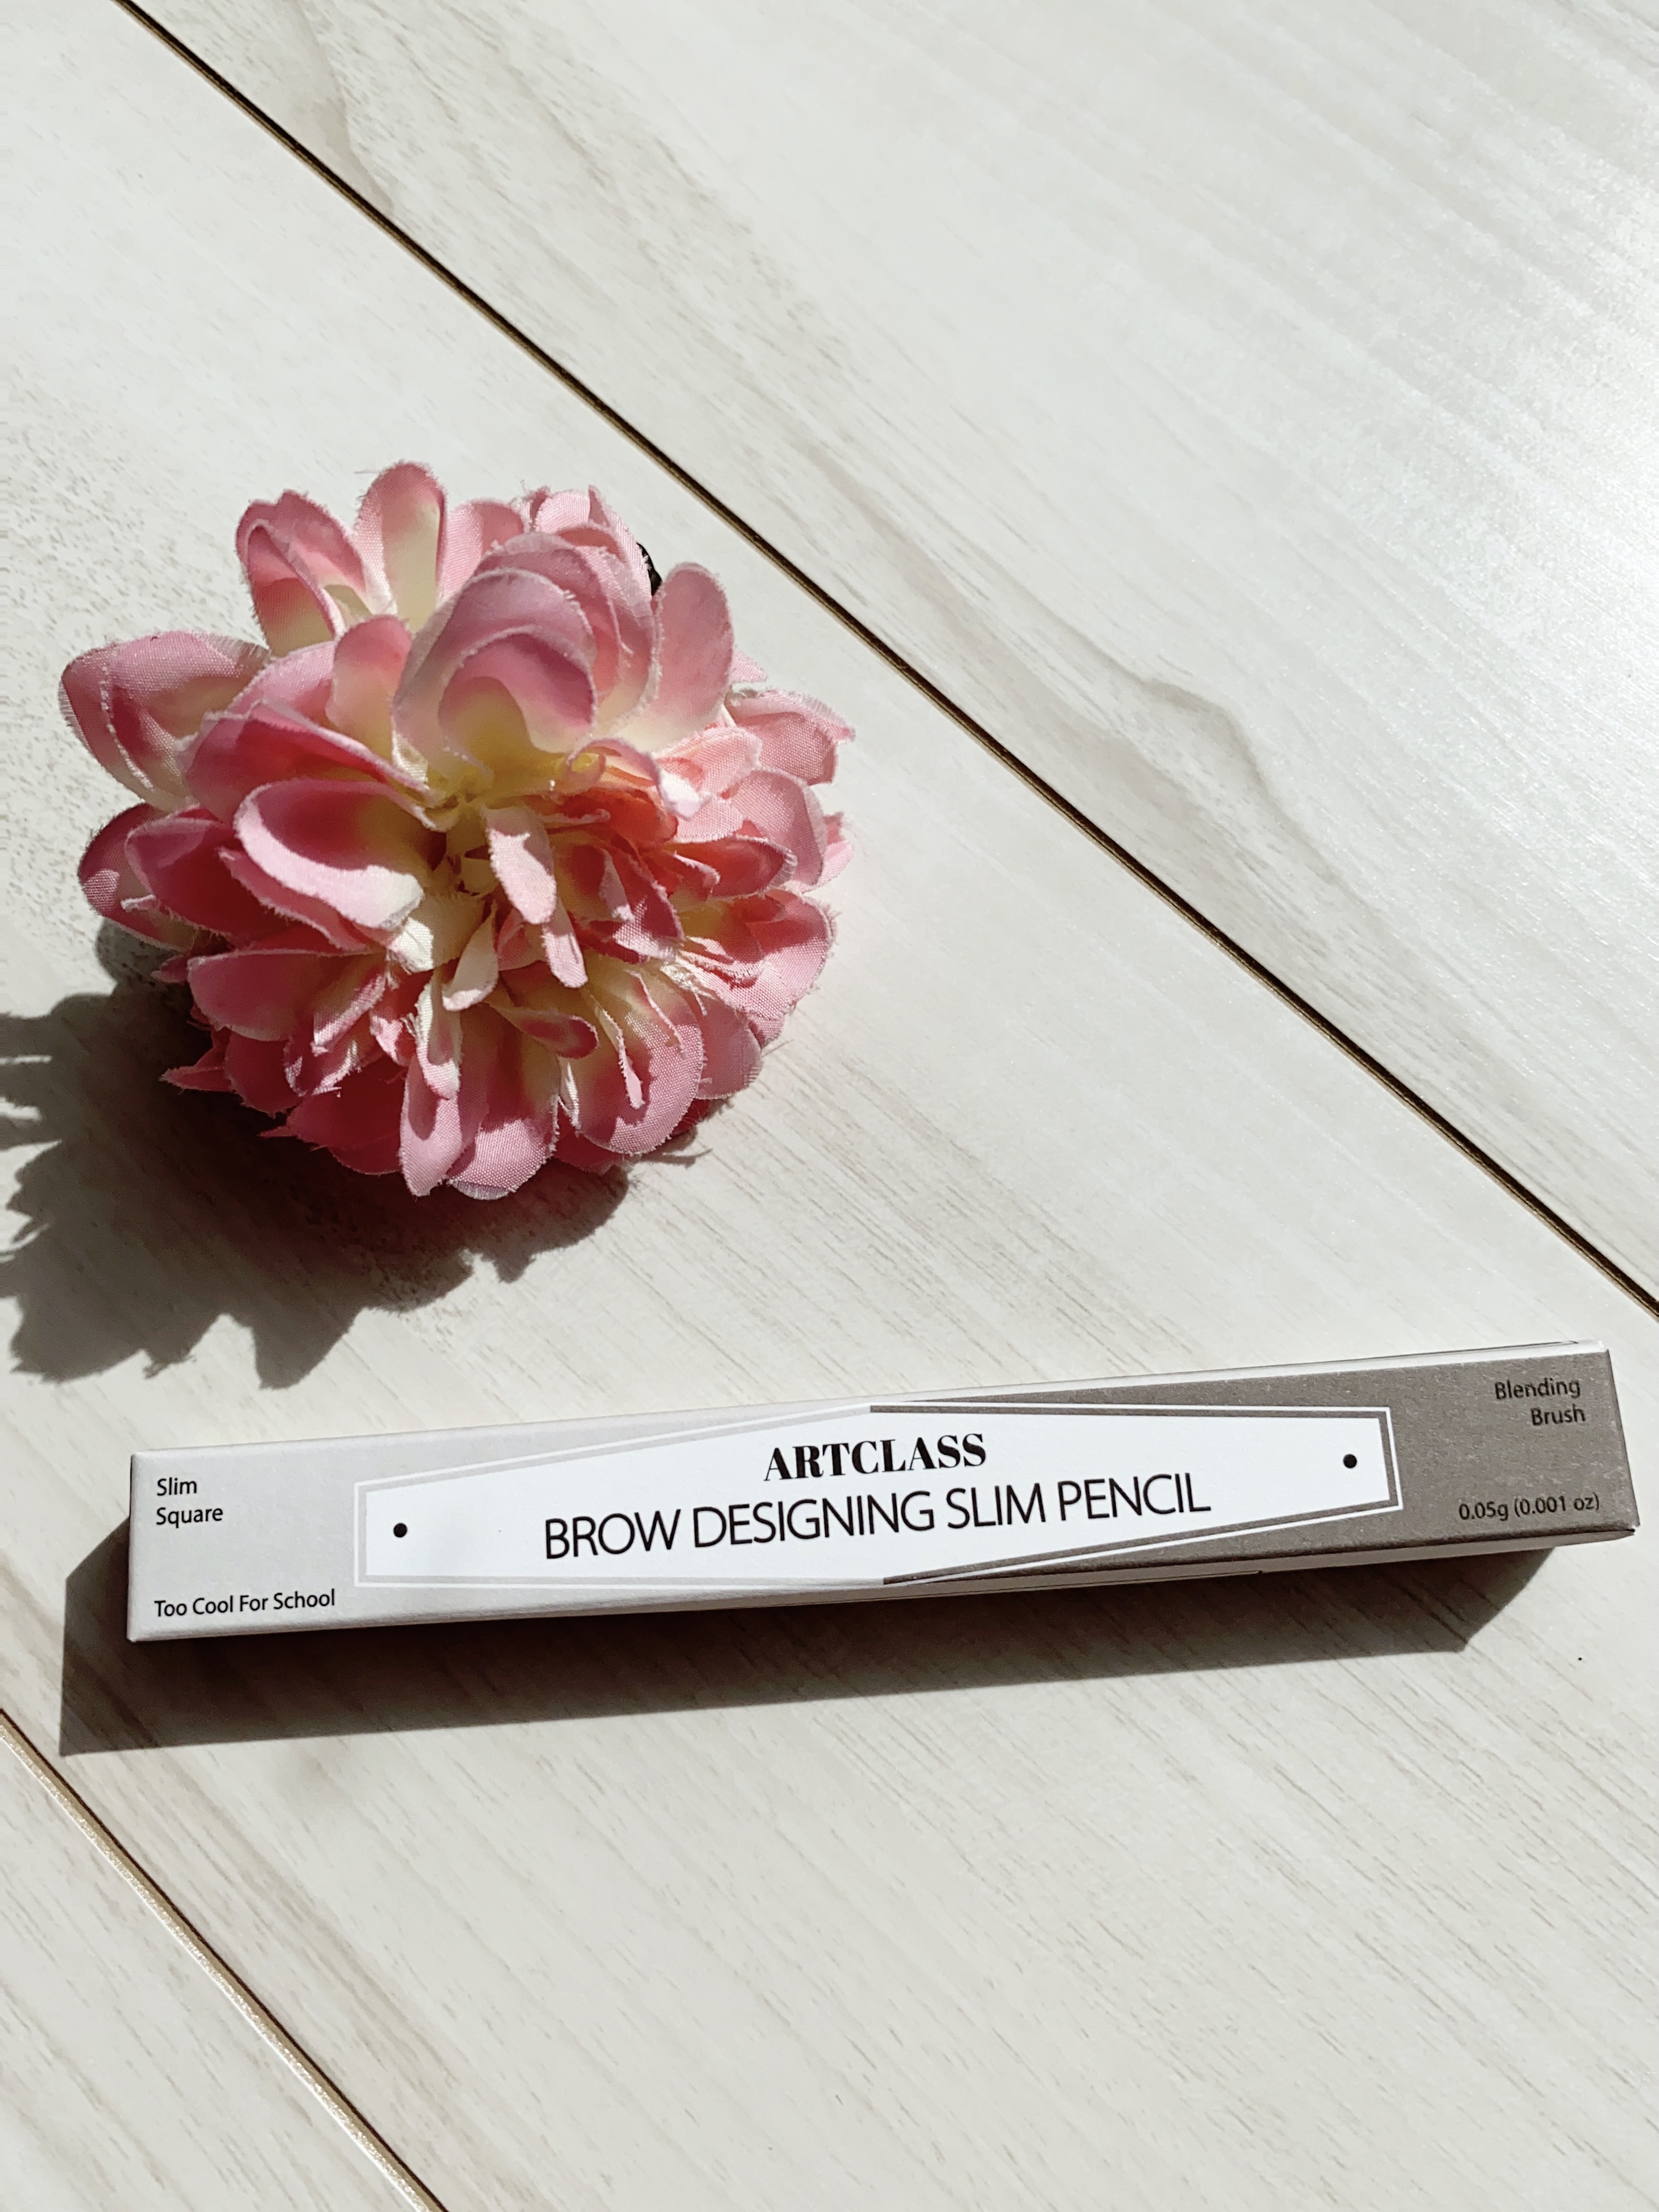 Slim
Square
Too Cool For School
ARTCLASS
BROW DESIGNING SLIM PENCIL
Blending
Brush
0.05g (0.001 oz)